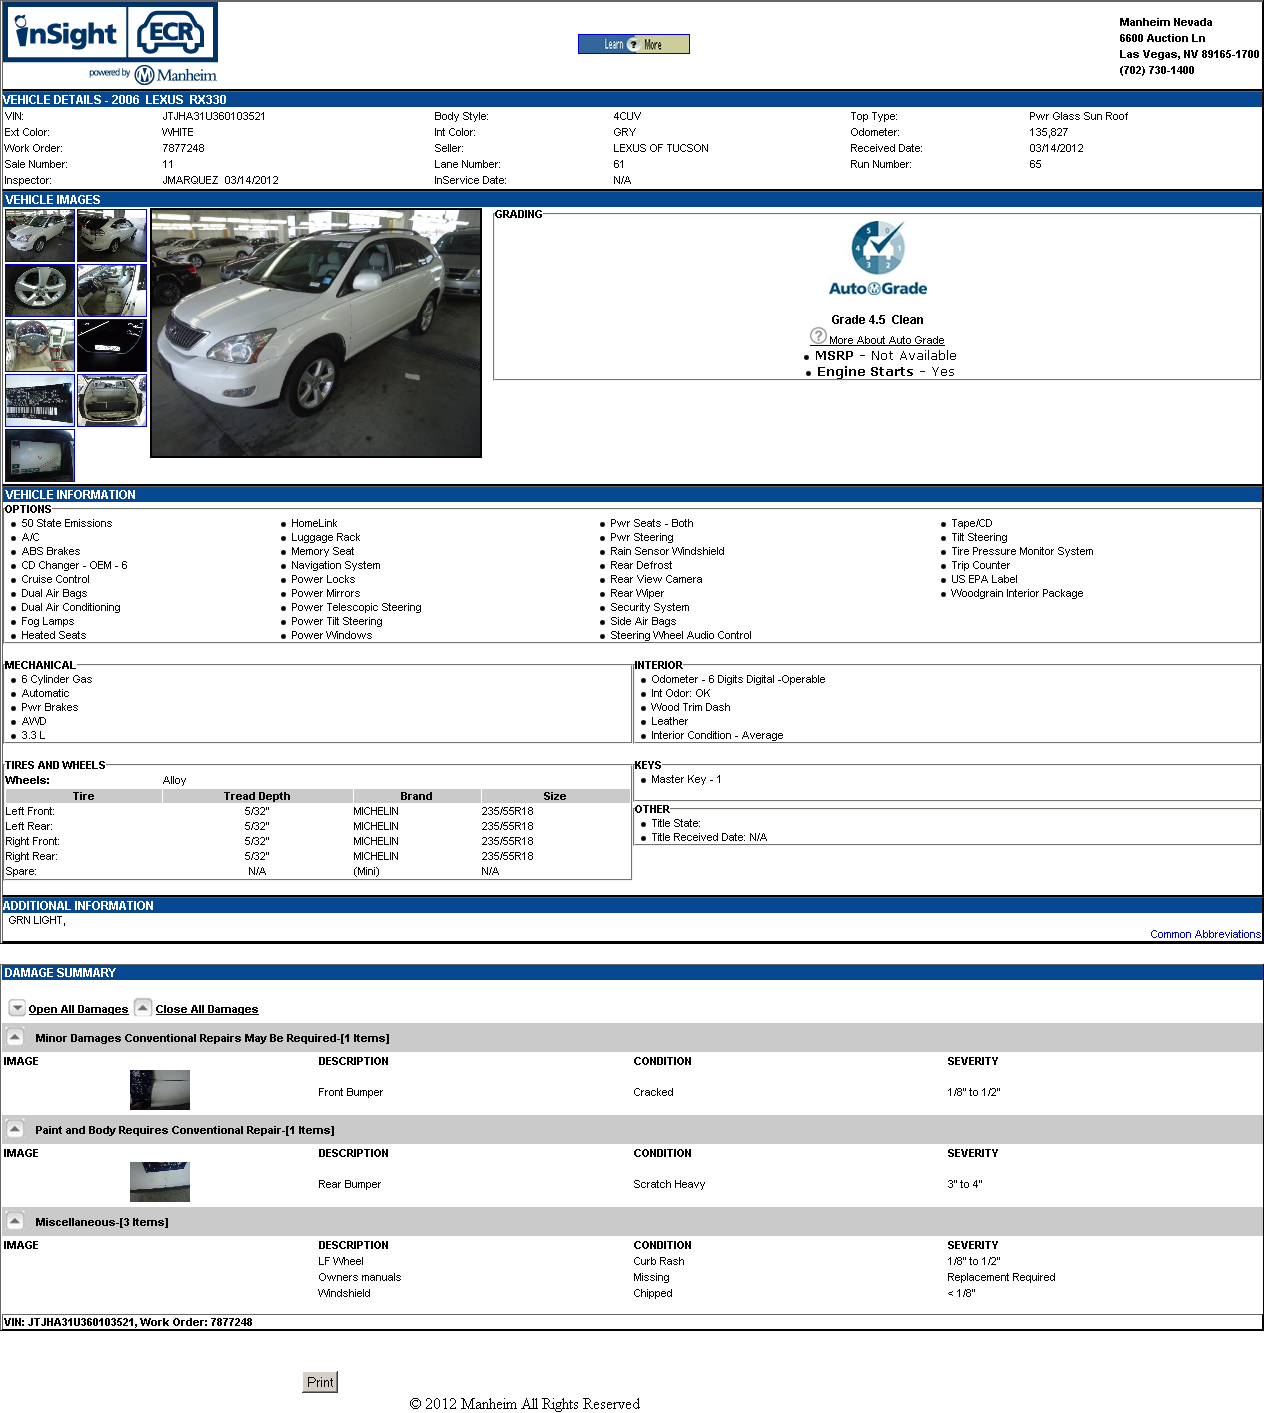 inSight ECR
powered by Manheim
Learn ? More
Manheim Nevada
6600 Auction Ln
Las Vegas, NV 89165-1700
(702) 730-1400
VEHICLE DETAILS - 2006 LEXUS RX330
VIN: JTJHA31U360103521 Body Style: 4CUV Top Type: Pwr Glass Sun Roof
Ext Color: WHITE Int Color: GRY Odometer: 135,827
Work Order: 7877248 Seller: LEXUS OF TUCSON Received Date: 03/14/2012
Sale Number: 11 Lane Number: 61 Run Number: 65
Inspector: JMARQUEZ 03/14/2012 InService Date: N/A
VEHICLE IMAGES
GRADING
5 0 1 4 3 2
AutoGrade
Grade 4.5 Clean
? More About Auto Grade
MSRP - Not Available
Engine Starts - Yes
VEHICLE INFORMATION
OPTIONS
50 State Emissions HomeLink Pwr Seats - Both Tape/CD
A/C Luggage Rack Pwr Steering Tilt Steering
ABS Brakes Memory Seat Rain Sensor Windshield Tire Pressure Monitor System
CD Changer - OEM - 6 Navigation System Rear Defrost Trip Counter
Cruise Control Power Locks Rear View Camera US EPA Label
Dual Air Bags Power Mirrors Rear Wiper Woodgrain Interior Package
Dual Air Conditioning Power Telescopic Steering Security System
Fog Lamps Power Tilt Steering Side Air Bags
Heated Seats Power Windows Steering Wheel Audio Control
MECHANICAL
6 Cylinder Gas
Automatic
Pwr Brakes
AWD
3.3 L
INTERIOR
Odometer - 6 Digits Digital -Operable
Int Odor: OK
Wood Trim Dash
Leather
Interior Condition - Average
TIRES AND WHEELS
Wheels: Alloy
Tire Tread Depth Brand Size
Left Front: 5/32" MICHELIN 235/55R18
Left Rear: 5/32" MICHELIN 235/55R18
Right Front: 5/32" MICHELIN 235/55R18
Right Rear: 5/32" MICHELIN 235/55R18
Spare: N/A (Mini) N/A
KEYS
Master Key - 1
OTHER
Title State:
Title Received Date: N/A
ADDITIONAL INFORMATION
GRN LIGHT,
Common Abbreviations
DAMAGE SUMMARY
Open All Damages Close All Damages
Minor Damages Conventional Repairs May Be Required-[1 Items]
IMAGE DESCRIPTION CONDITION SEVERITY
Front Bumper Cracked 1/8" to 1/2"
Paint and Body Requires Conventional Repair-[1 Items]
IMAGE DESCRIPTION CONDITION SEVERITY
Rear Bumper Scratch Heavy 3" to 4"
Miscellaneous-[3 Items]
IMAGE DESCRIPTION CONDITION SEVERITY
LF Wheel Curb Rash 1/8" to 1/2"
Owners manuals Missing Replacement Required
Windshield Chipped < 1/8"
VIN: JTJHA31U360103521, Work Order: 7877248
Print
© 2012 Manheim All Rights Reserved